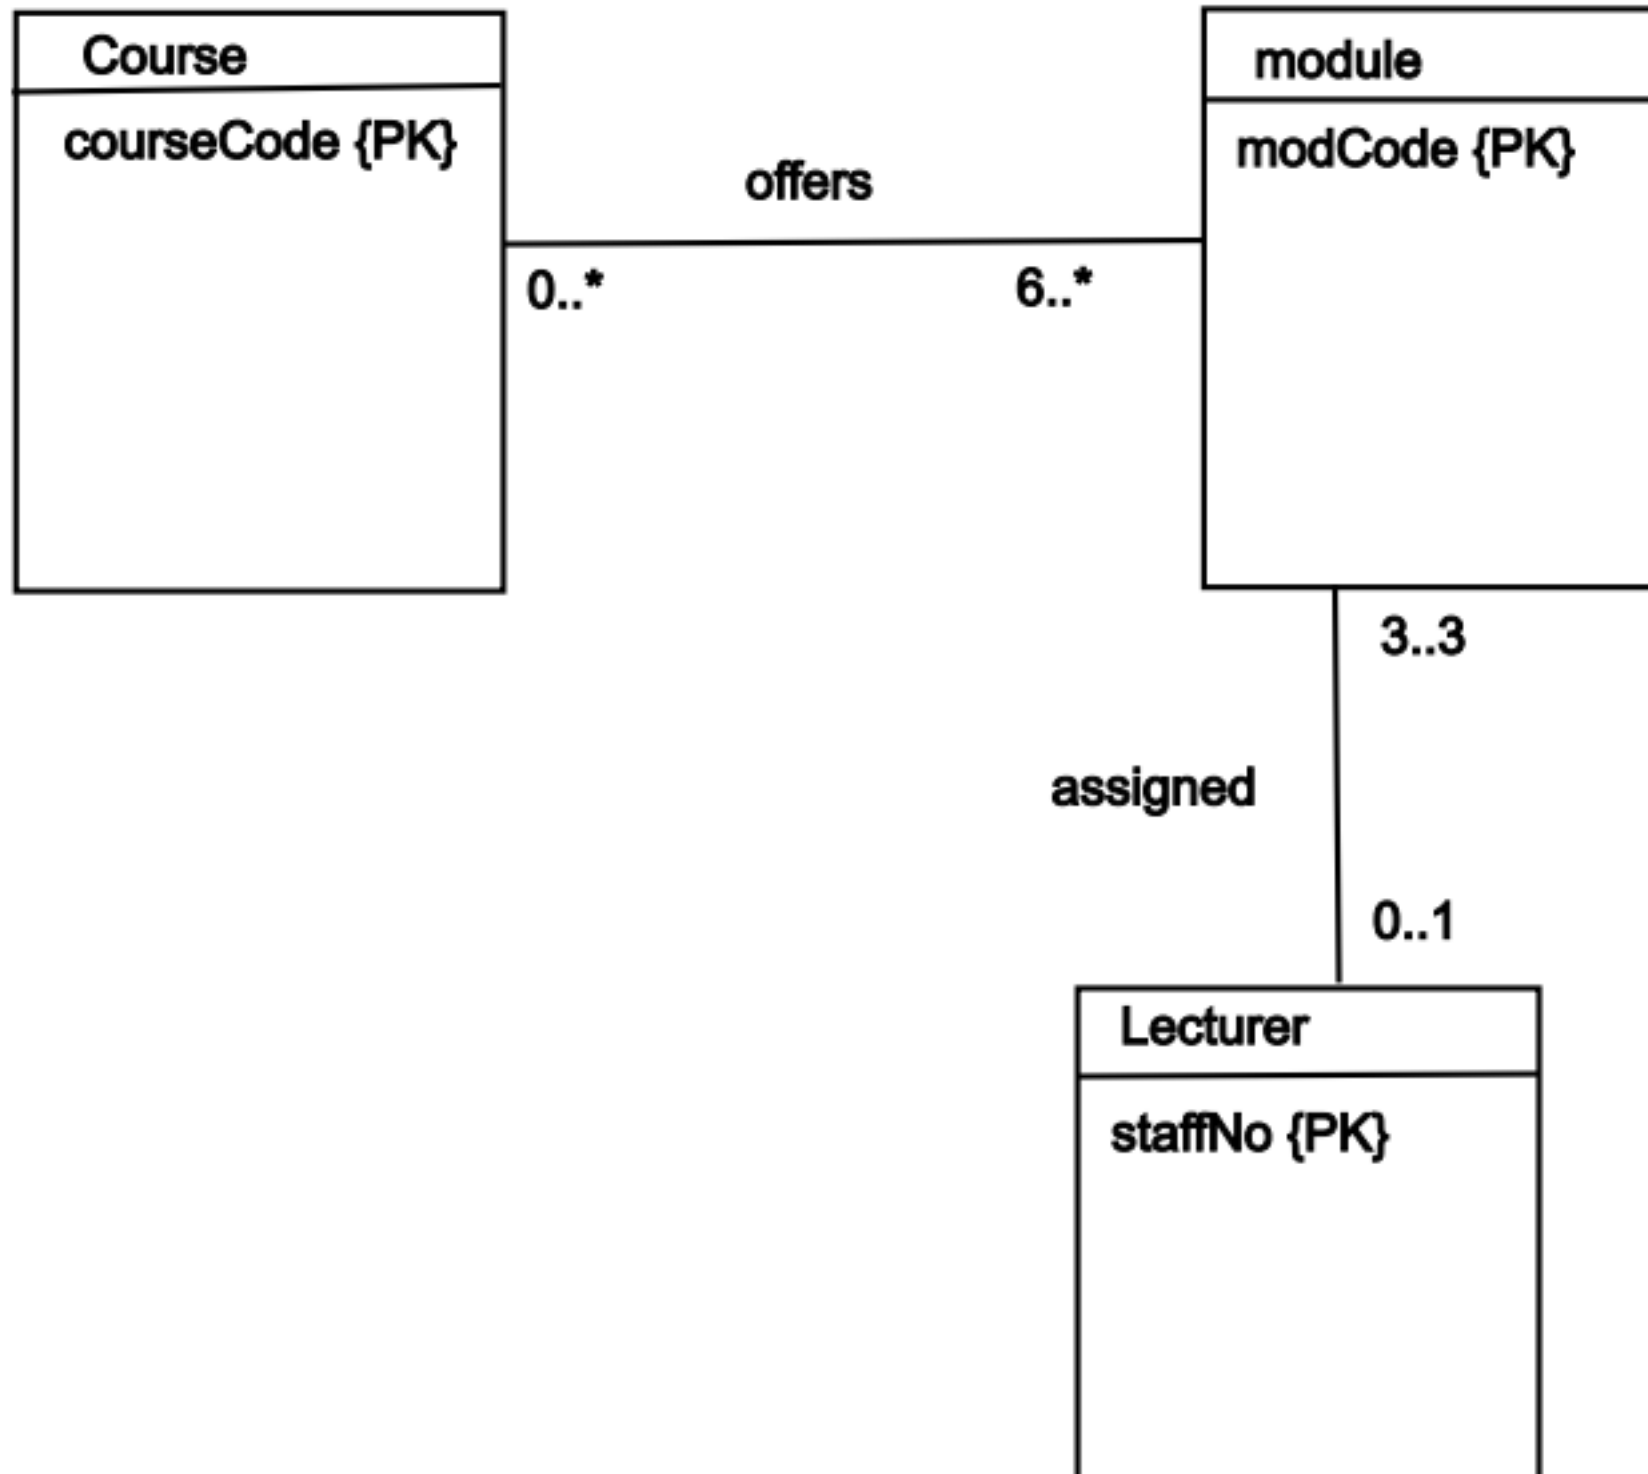 Course
courseCode {PK}
offers
0..*
6..*
module
modCode {PK}
3..3
assigned
0..1
Lecturer
staffNo {PK}